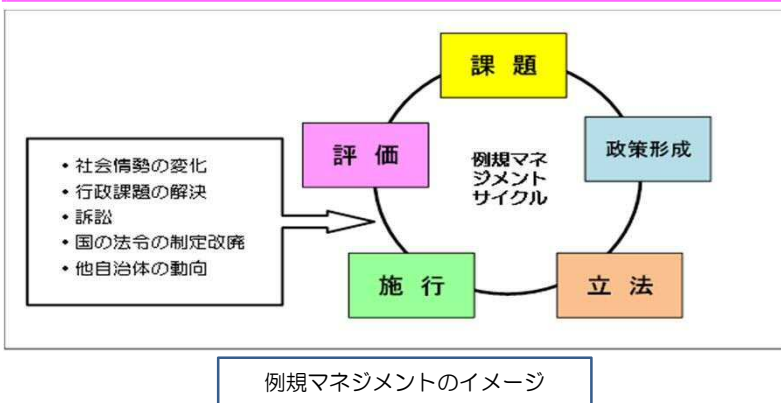 課 題
評 価
政策形成
例規マネ
ジメント
サイクル
・社会情勢の変化
・行政課題の解決
・訴訟
・国の法令の制定改廃
・他自治体の動向
施 行
立 法
例規マネジメントのイメージ